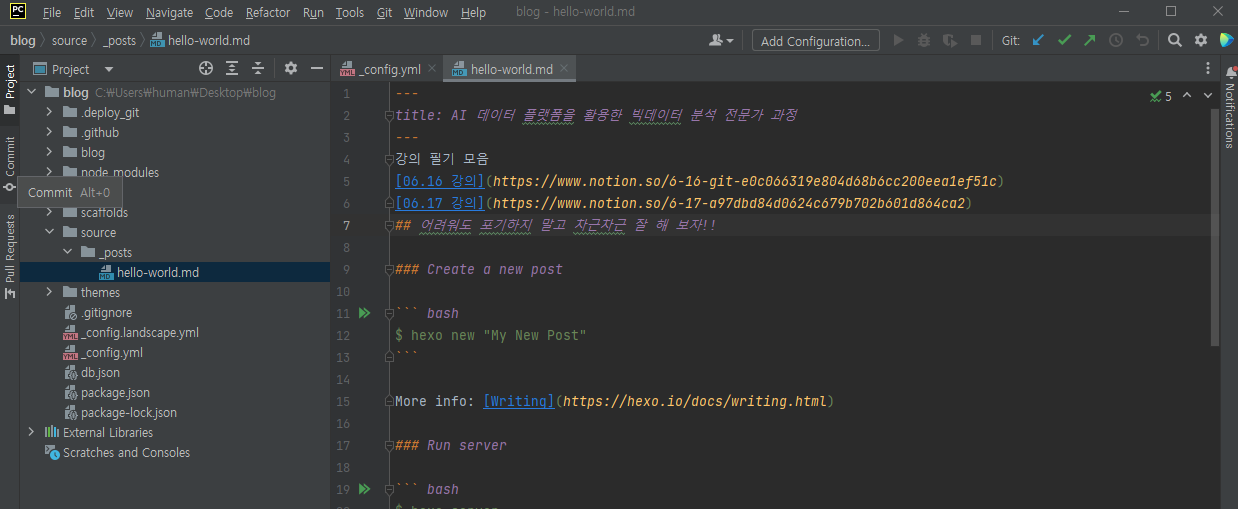 PC File Edit View Navigate Code Refactor Run Tools Git Window Help blog - hello-world.md
blog source _posts hello-world.md Add Configuration... Git:
Project
_config.yml
hello-world.md
Project
Commit
Pull Requests
Notifications
blog C:₩Users₩human₩Desktop₩blog
.deploy_git
.github
blog
node_modules
Commit Alt+0
scaffolds
source
_posts
hello-world.md
themes
.gitignore
_config.landscape.yml
_config.yml
db.json
package.json
package-lock.json
External Libraries
Scratches and Consoles
5
1 ---
2 title: AI 데이터 플랫폼을 활용한 빅데이터 분석 전문가 과정
3 ---
4 강의 필기 모음
5 [06.16 강의](https://www.notion.so/6-16-git-e0c066319e804d68b6cc200eea1ef51c)
6 [06.17 강의](https://www.notion.so/6-17-a97dbd84d0624c679b702b601d864ca2)
7 ## 어려워도 포기하지 말고 차근차근 잘 해 보자!!
8
9 ### Create a new post
10
11 ``` bash
12 $ hexo new "My New Post"
13 ```
14
15 More info: [Writing](https://hexo.io/docs/writing.html)
16
17 ### Run server
18
19 ``` bash
$ hexo server